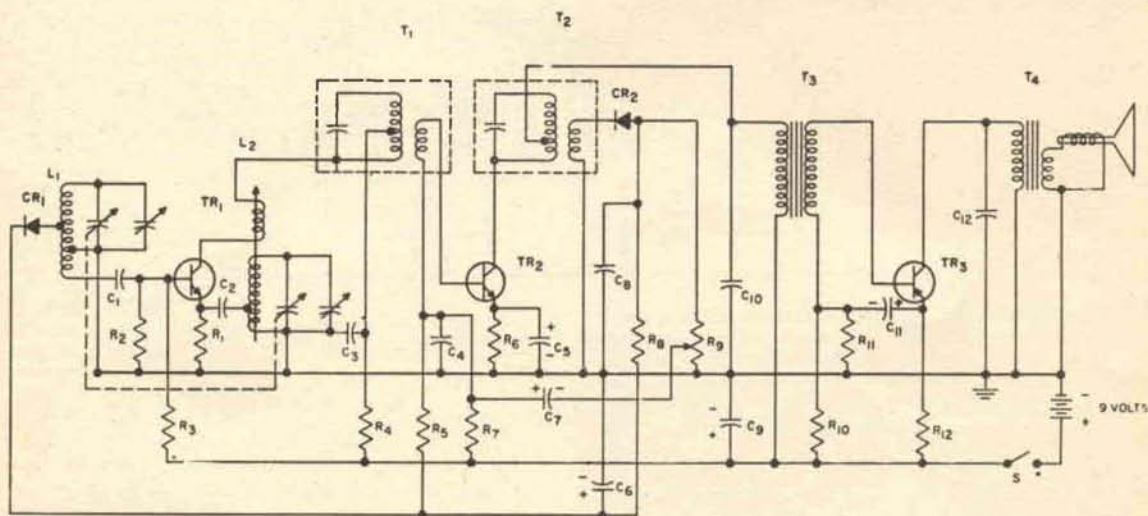 T1
T2
T3
T4
CR1
L1
L2
TR1
CR2
C1
C2
R2
R1
R3
C3
R4
R5
C4
R7
TR2
R6
C5
+
-
+ -
C7
C8
R8
R9
C10
-
+
C9
-
+
C6
- +
C11
R11
R10
TR3
R12
C12
S
-
+
9 VOLTS